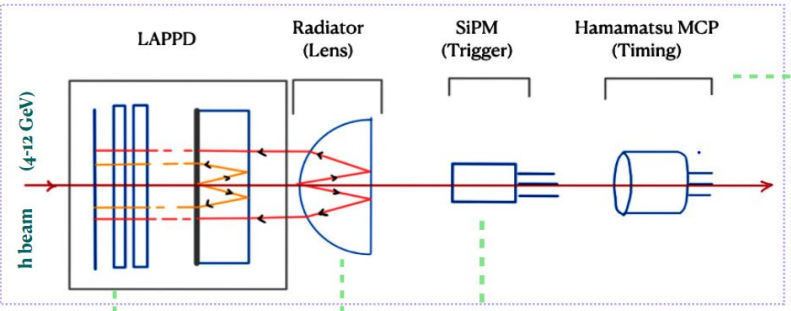 LAPPD
Radiator
(Lens)
SiPM
(Trigger)
Hamamatsu MCP
(Timing)
h beam (4-12 GeV)